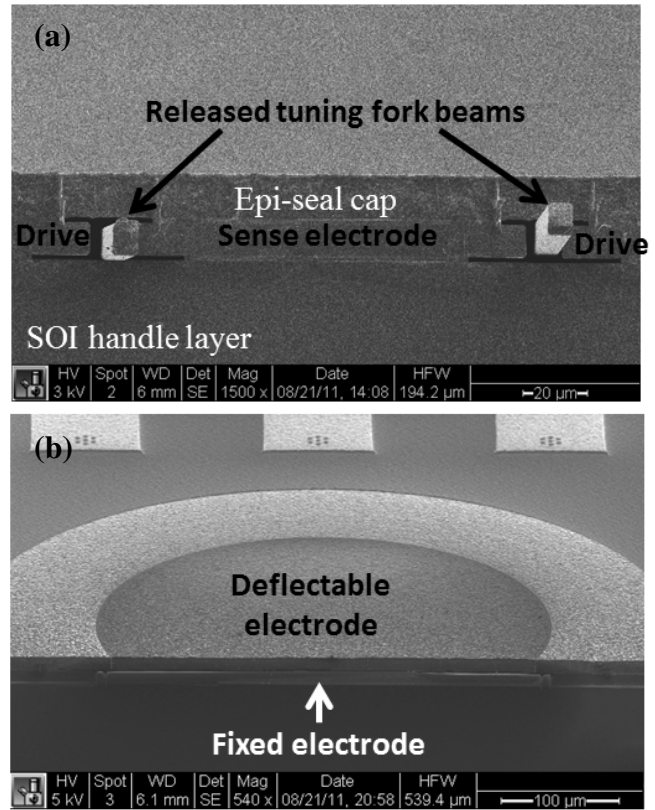 (a)
Released tuning fork beams
Epi-seal cap
Drive
Sense electrode
Drive
SOI handle layer
HV Spot WD Det Mag Date HFW
3 kV 2 6 mm SE 1500 x 08/21/11, 14:08 194.2 µm 20 µm
(b)
Deflectable
electrode
Fixed electrode
HV Spot WD Det Mag Date HFW
5 kV 3 6.1 mm SE 540 x 08/21/11, 20:58 539.4 µm 100 µm